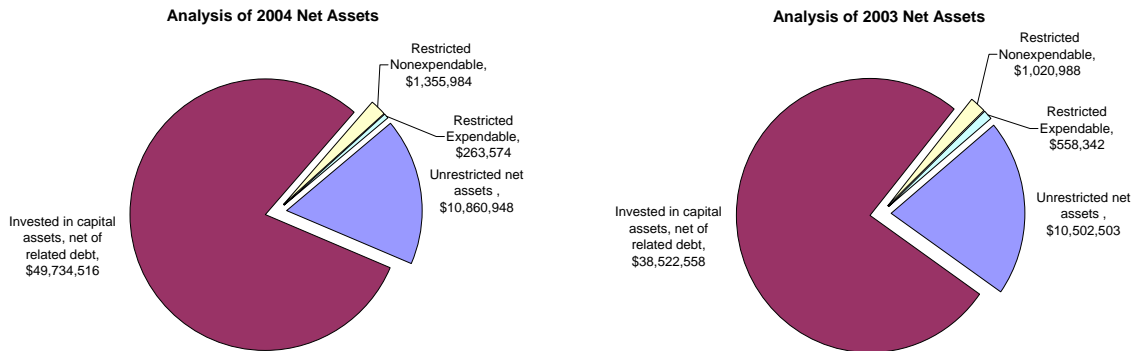 Analysis of 2004 Net Assets
Restricted
Nonexpendable,
$1,355,984
Restricted
Expendable,
$263,574
Unrestricted net
assets ,
$10,860,948
Invested in capital
assets, net of
related debt,
$49,734,516
Analysis of 2003 Net Assets
Restricted
Nonexpendable,
$1,020,988
Restricted
Expendable,
$558,342
Unrestricted net
assets ,
$10,502,503
Invested in capital
assets, net of
related debt,
$38,522,558